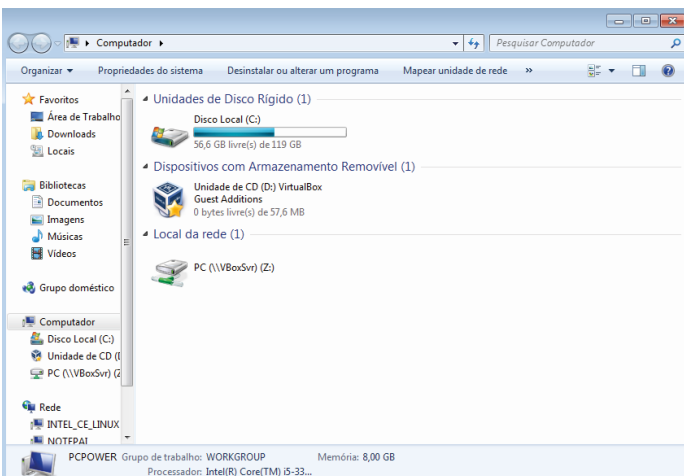 Computador
Pesquisar Computador
Organizar Propriedades do sistema Desinstalar ou alterar um programa Mapear unidade de rede »
Favoritos
Área de Trabalho
Downloads
Locais
Bibliotecas
Documentos
Imagens
Músicas
Vídeos
Grupo doméstico
Computador
Disco Local (C:)
Unidade de CD (
PC (\\VBoxSvr) (Z
Rede
INTEL_CE_LINUX
NOTEPAI
Unidades de Disco Rígido (1)
Disco Local (C:)
56,6 GB livre(s) de 119 GB
Dispositivos com Armazenamento Removível (1)
Unidade de CD (D:) VirtualBox
Guest Additions
0 bytes livre(s) de 57,6 MB
Local da rede (1)
PC (\\VBoxSvr) (Z:)
PCPOWER Grupo de trabalho: WORKGROUP Memória: 8,00 GB
Processador: Intel(R) Core(TM) i5-33...